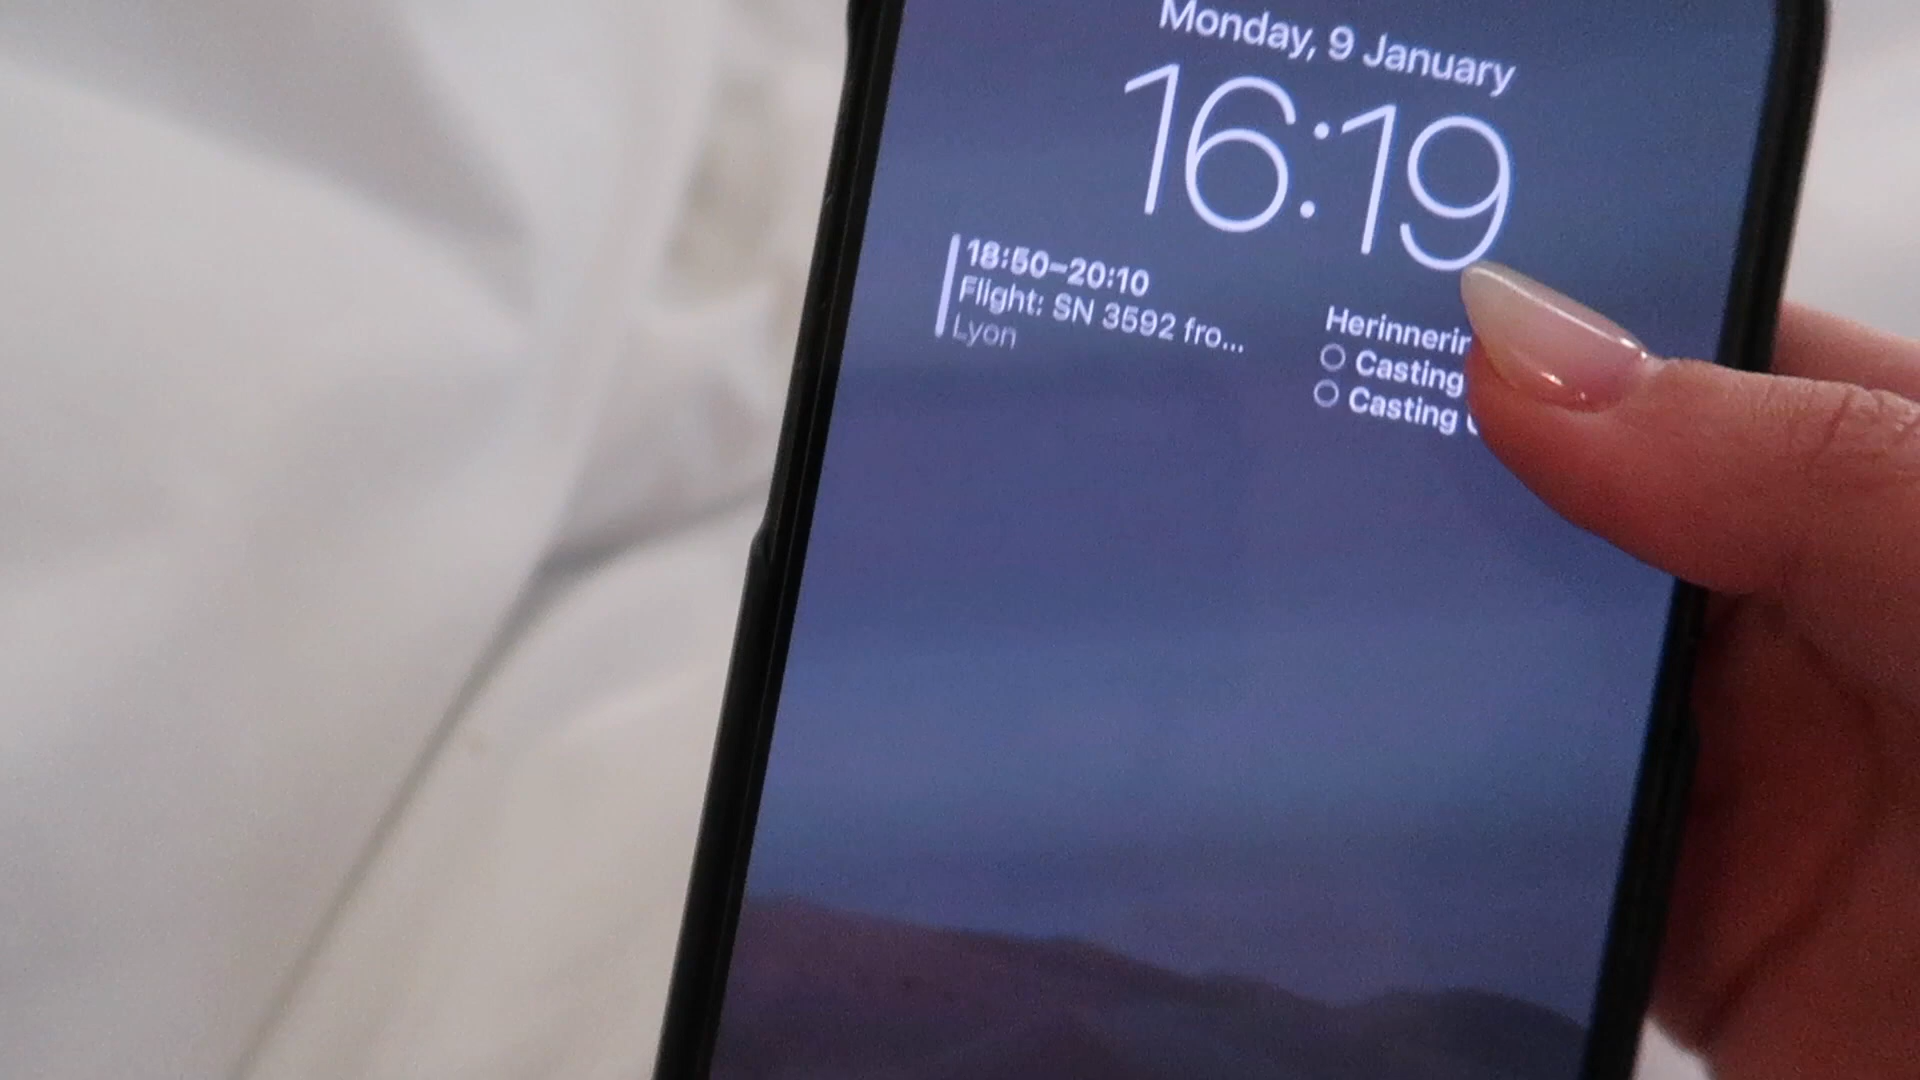 Monday, 9 January
16:19
18:50–20:10
Flight: SN 3592 fro...
Lyon
Casting
Casting